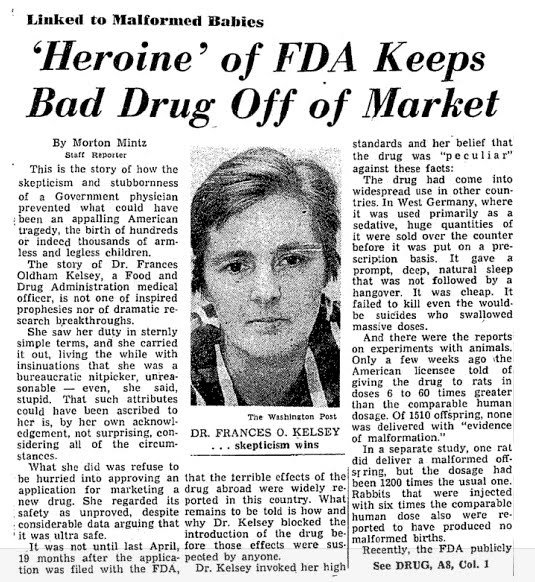 Linked to Malformed Babies
'Heroine' of FDA Keeps
Bad Drug Off of Market
By Morton Mintz
Staff Reporter
This is the story of how the
skepticism and stubbornness
of a Government physician
prevented what could have
been an appalling American
tragedy, the birth of hundreds
or indeed thousands of arm-
less and legless children.
The story of Dr. Frances
Oldham Kelsey, a Food and
Drug Administration medical
officer, is not one of inspired
prophesies nor of dramatic re-
search breakthroughs.
She saw her duty in sternly
simple terms, and she carried
it out, living the while with
insinuations that she was a
bureaucratic nitpicker, unrea-
sonable — even, she said,
stupid. That such attributes
could have been ascribed to
her is, by her own acknowl-
edgement, not surprising, con-
sidering all of the circum-
stances.
What she did was refuse to
be hurried into approving an
application for marketing a
new drug. She regarded its
safety as unproved, despite
considerable data arguing that
it was ultra safe.
It was not until last April,
19 months after the applica-
tion was filed with the FDA,
The Washington Post
DR. FRANCES O. KELSEY
. . . skepticism wins
that the terrible effects of the
drug abroad were widely re-
ported in this country. What
remains to be told is how and
why Dr. Kelsey blocked the
introduction of the drug be-
fore those effects were sus-
pected by anyone.
Dr. Kelsey invoked her high
standards and her belief that
the drug was "peculiar"
against these facts:
The drug had come into
widespread use in other coun-
tries. In West Germany, where
it was used primarily as a
sedative, huge quantities of
it were sold over the counter
before it was put on a pre-
scription basis. It gave a
prompt, deep, natural sleep
that was not followed by a
hangover. It was cheap. It
failed to kill even the would-
be suicides who swallowed
massive doses.
And there were the reports
on experiments with animals.
Only a few weeks ago the
American licensee told of
giving the drug to rats in
doses 6 to 60 times greater
than the comparable human
dosage. Of 1510 offspring, none
was delivered with "evidence
of malformation."
In a separate study, one rat
did deliver a malformed off-
spring, but the dosage had
been 1200 times the usual one.
Rabbits that were injected
with six times the comparable
human dose also were re-
ported to have produced no
malformed births.
Recently, the FDA publicly
See DRUG, A8, Col. 1